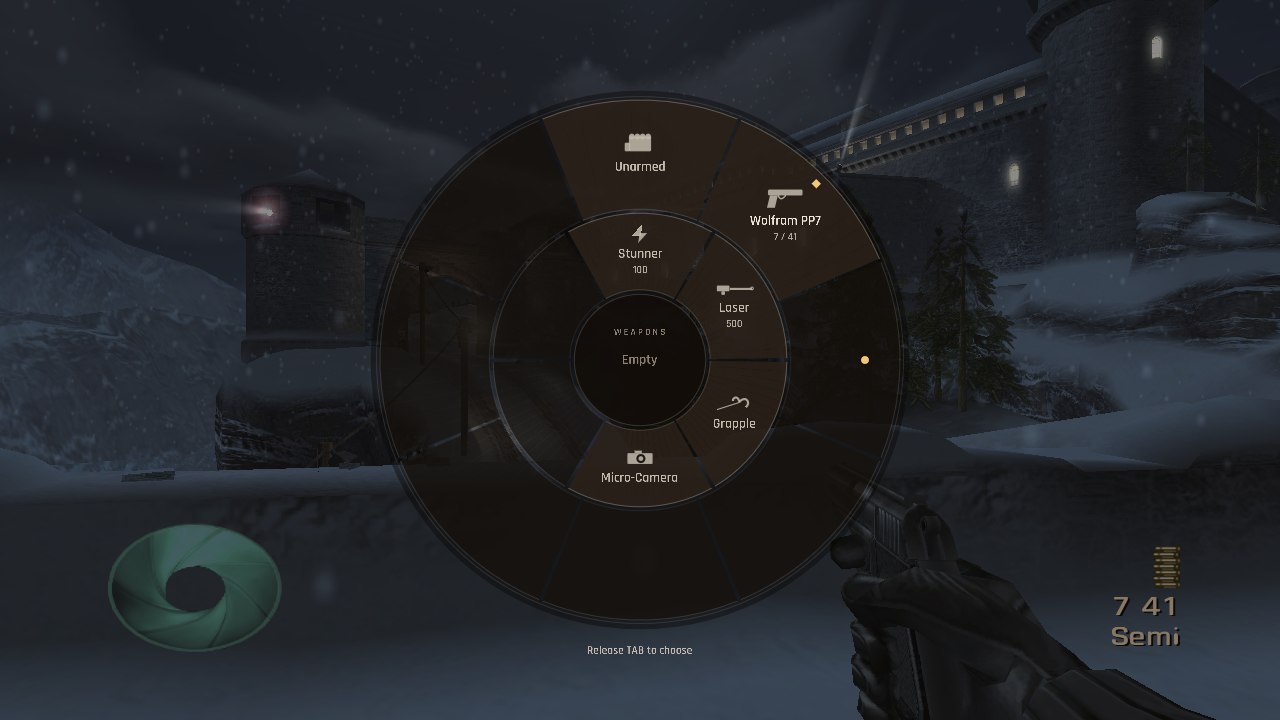 Unarmed
Wolfram PP7
7 / 41
Stunner
100
Laser
500
WEAPONS
Empty
Grapple
Micro-Camera
7 41
Semi
Release TAB to choose